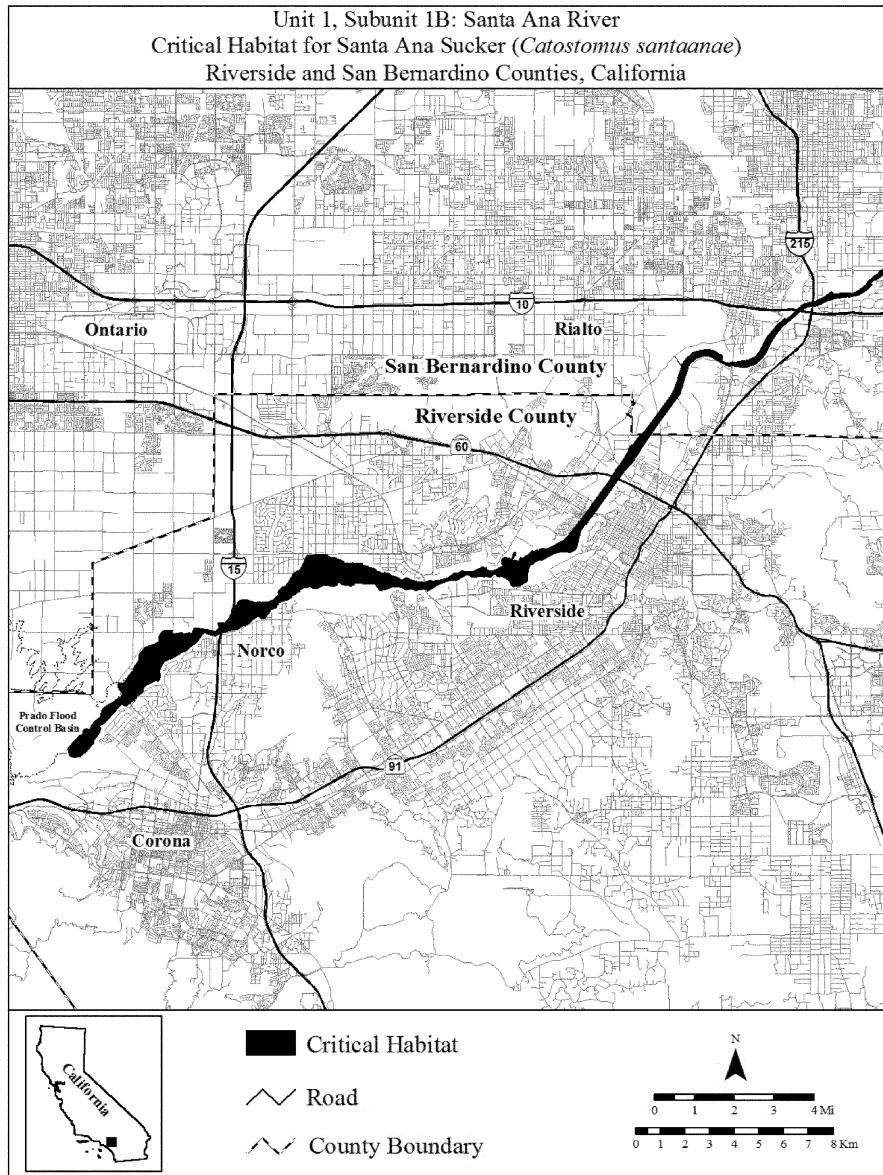 Unit 1, Subunit 1B: Santa Ana River
Critical Habitat for Santa Ana Sucker (Catostomus santaanae)
Riverside and San Bernardino Counties, California
215
10
Ontario
Rialto
San Bernardino County
Riverside County
60
15
Riverside
Norco
Prado Flood
Control Basin
91
Corona
California
Critical Habitat
Road
County Boundary
N
0 1 2 3 4 Mi
0 1 2 3 4 5 6 7 8 Km